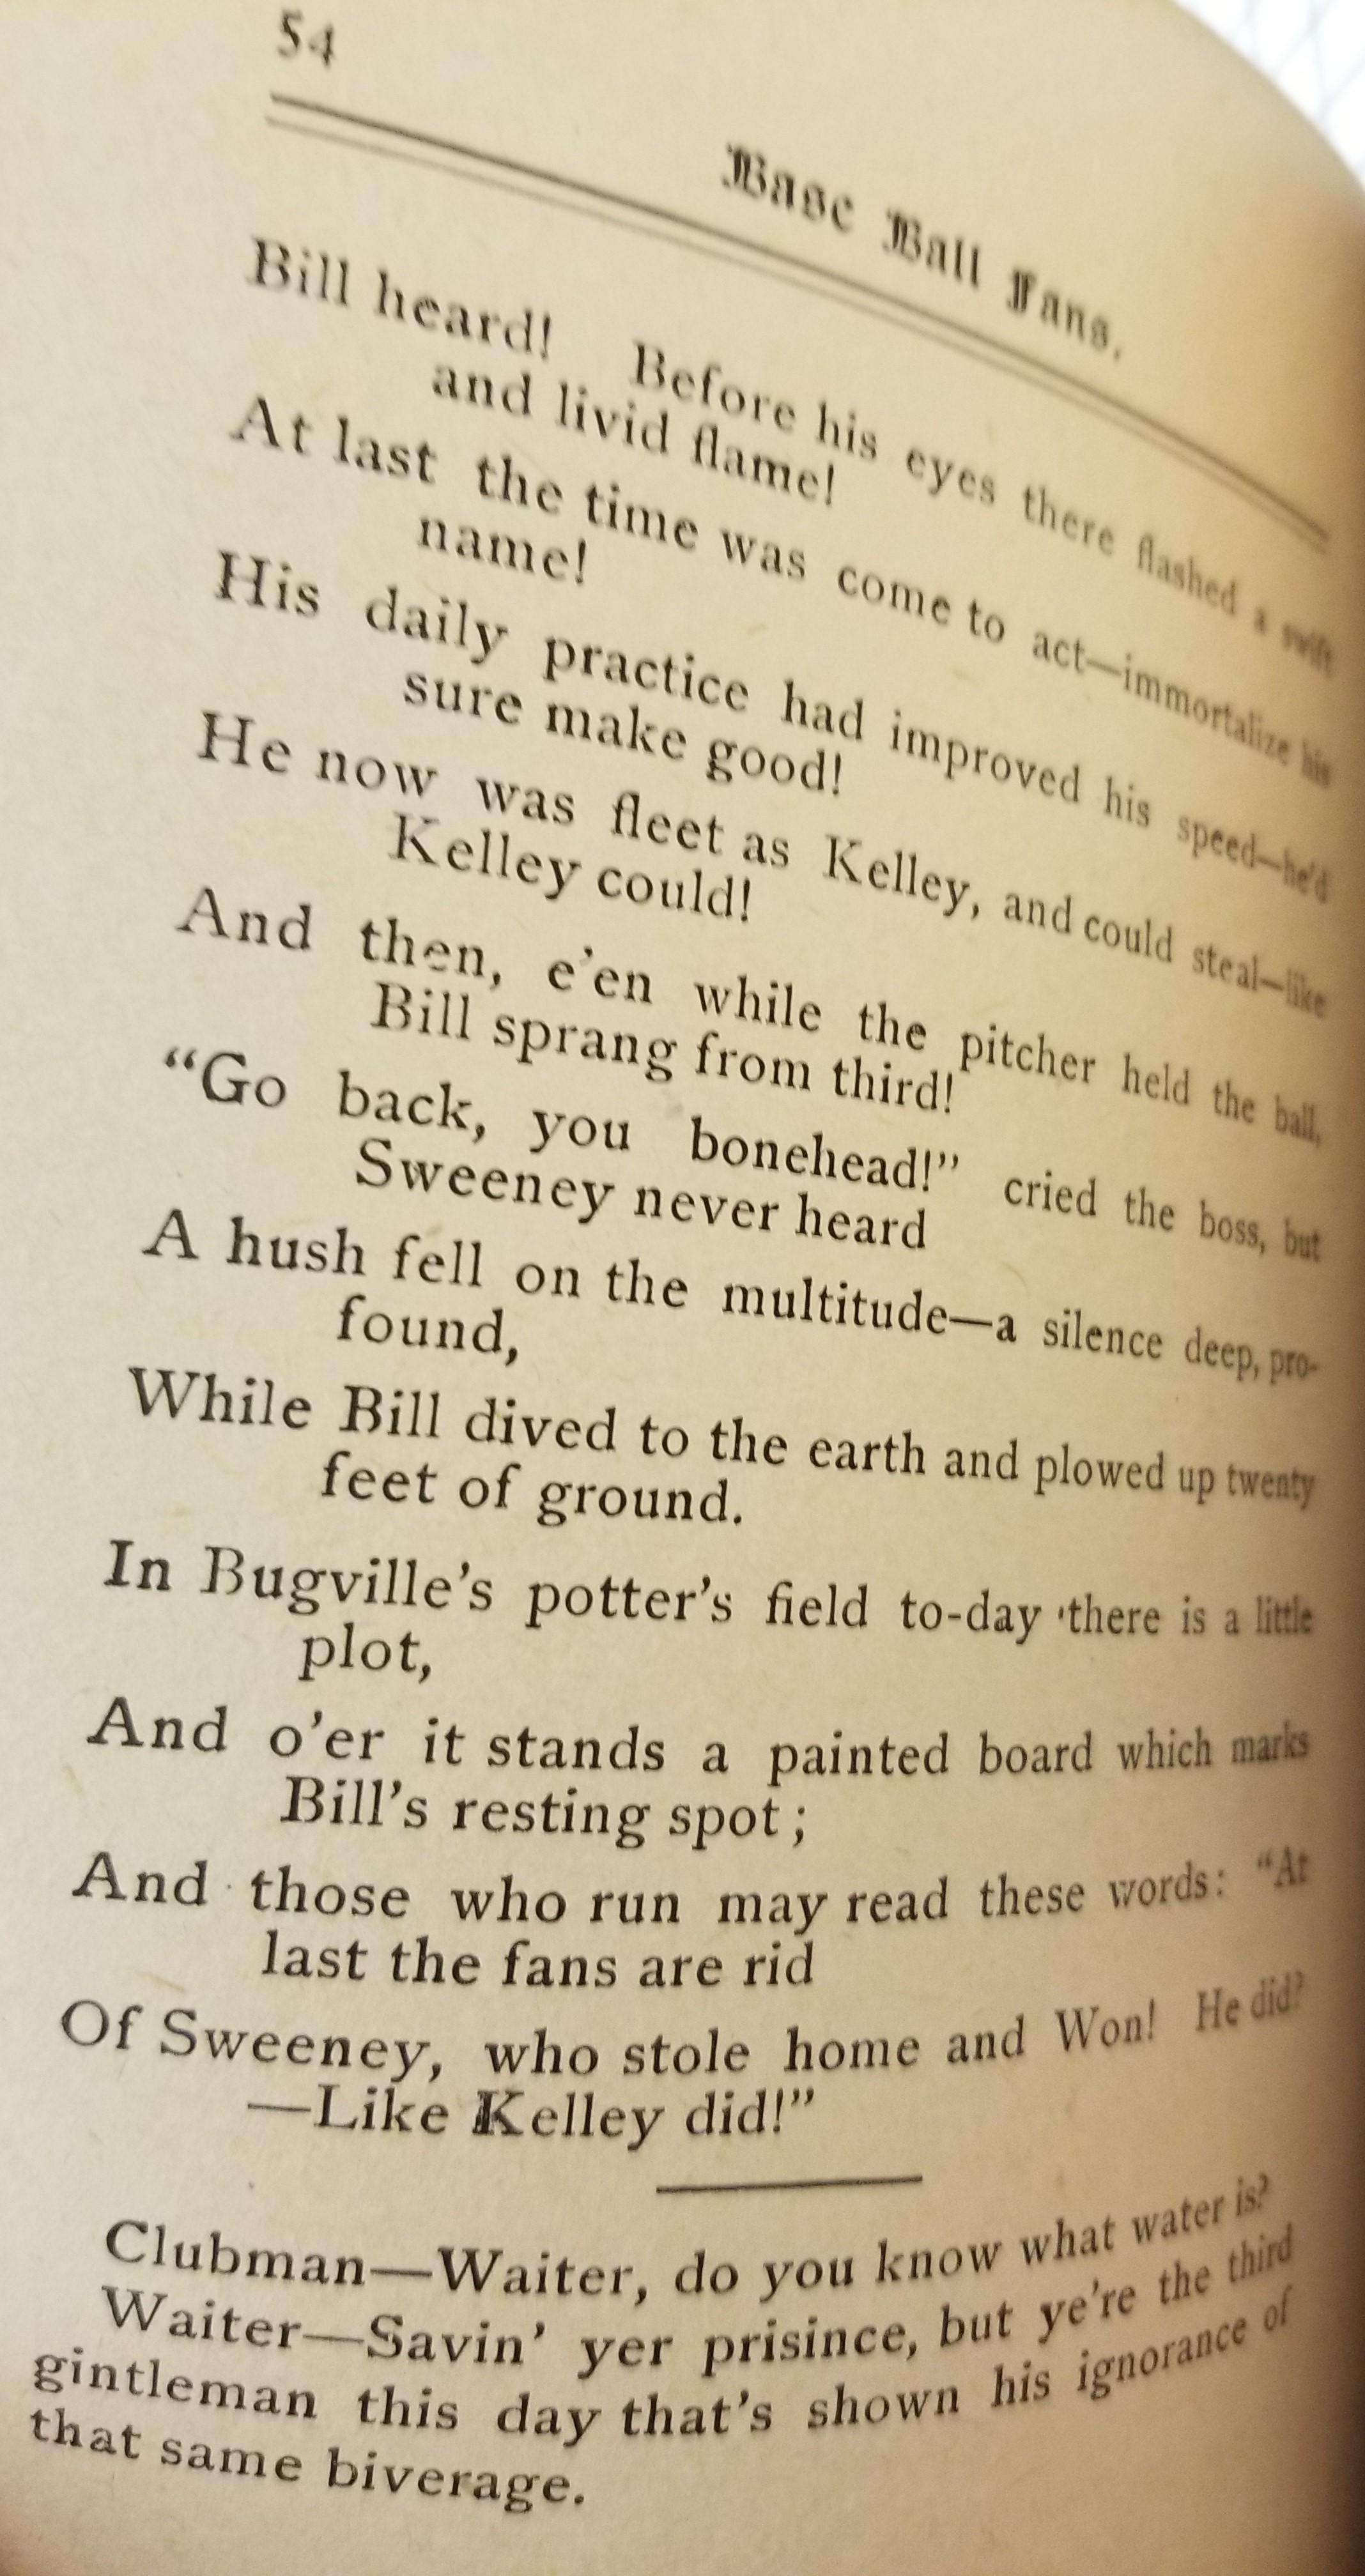 54
Base Ball Fans.
Bill heard! Before his eyes there flashed a swift
and livid flame!
At last the time was come to act—immortalize his
name!
His daily practice had improved his speed—he'd
sure make good!
He now was fleet as Kelley, and could steal—like
Kelley could!
And then, e'en while the pitcher held the ball,
Bill sprang from third!
"Go back, you bonehead!" cried the boss, but
Sweeney never heard
A hush fell on the multitude—a silence deep, pro-
found,
While Bill dived to the earth and plowed up twenty
feet of ground.
In Bugville's potter's field to-day there is a little
plot,
And o'er it stands a painted board which marks
Bill's resting spot;
And those who run may read these words: "At
last the fans are rid
Of Sweeney, who stole home and Won! He did?
—Like Kelley did!"
Clubman—Waiter, do you know what water is?
Waiter—Savin' yer prisince, but ye're the third
gintleman this day that's shown his ignorance of
that same biverage.